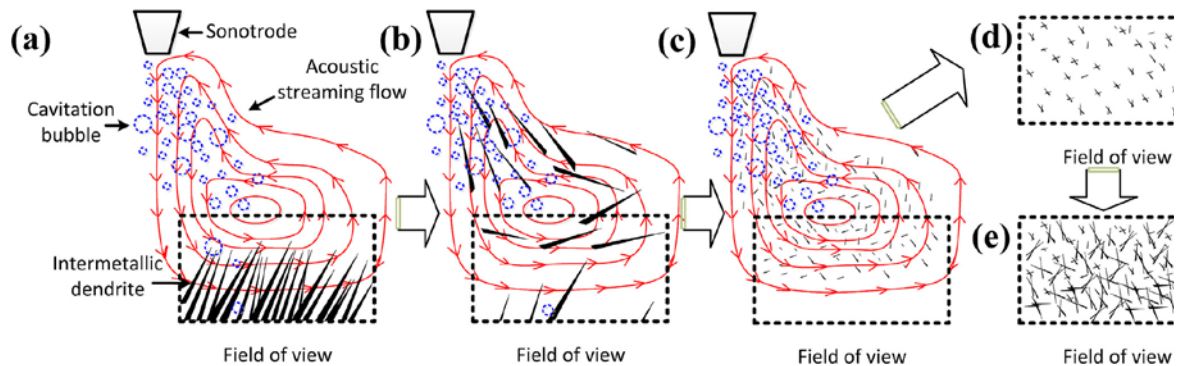 (a)
Sonotrode
Acoustic
streaming flow
Cavitation
bubble
Intermetallic
dendrite
Field of view
(b)
Field of view
(c)
Field of view
(d)
Field of view
(e)
Field of view